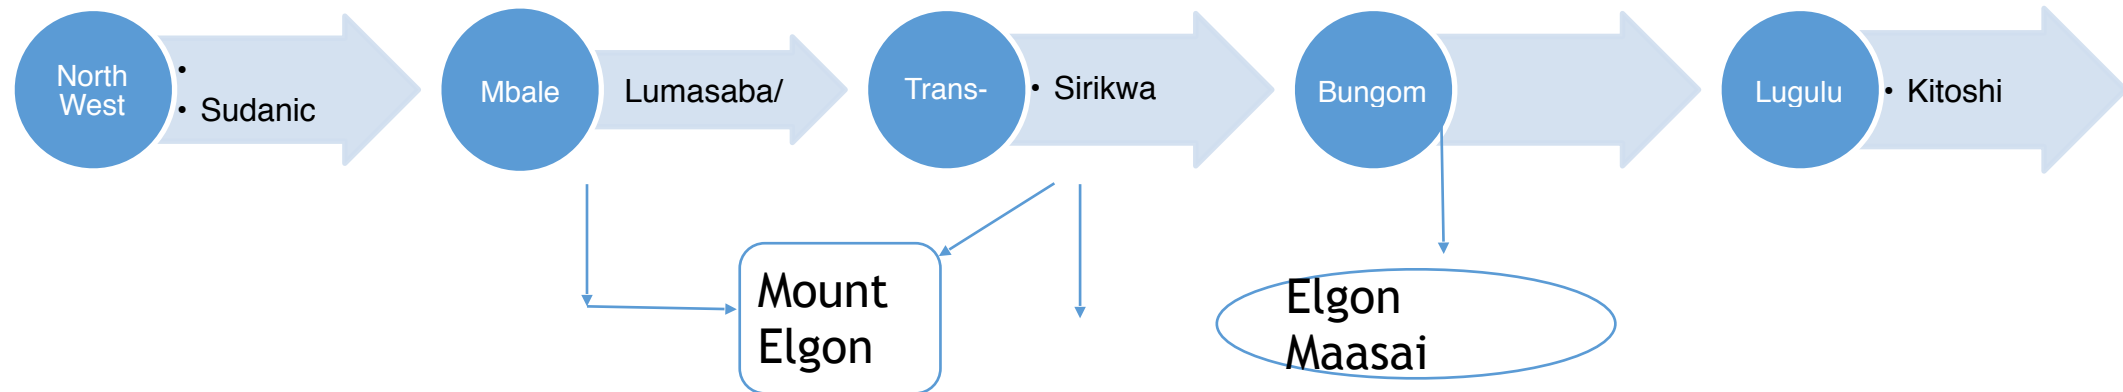 North
West
•
• Sudanic
Mbale
Lumasaba/
Trans-
• Sirikwa
Bungom
Lugulu
• Kitoshi
Mount
Elgon
Elgon
Maasai